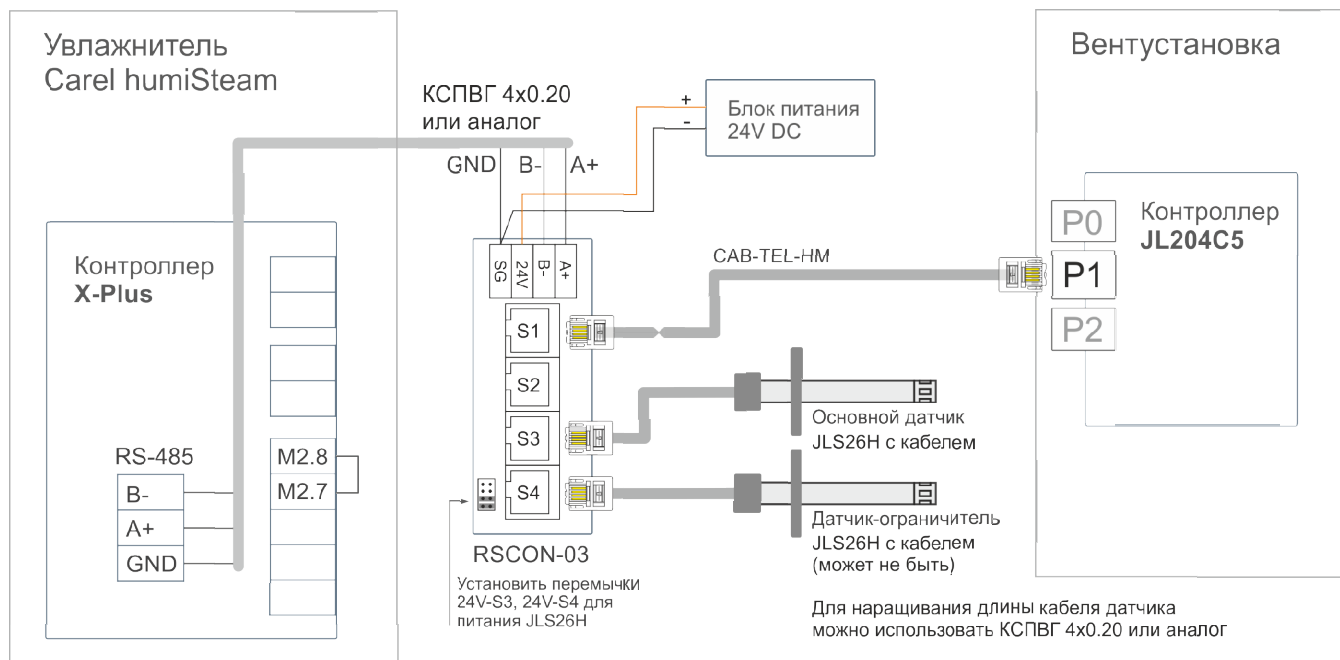 Увлажнитель
Carel humiSteam
КСПВГ 4x0.20
или аналог
GND B- A+
+
-
Блок питания
24V DC
Вентустановка
Контроллер
X-Plus
RS-485
B-
A+
GND
M2.8
M2.7
SG 24V B- A+
S1
S2
S3
S4
RSCON-03
Установить перемычки
24V-S3, 24V-S4 для
питания JLS26H
CAB-TEL-HM
P0
P1
P2
Контроллер
JL204C5
Основной датчик
JLS26H с кабелем
Датчик-ограничитель
JLS26H с кабелем
(может не быть)
Для наращивания длины кабеля датчика
можно использовать КСПВГ 4x0.20 или аналог